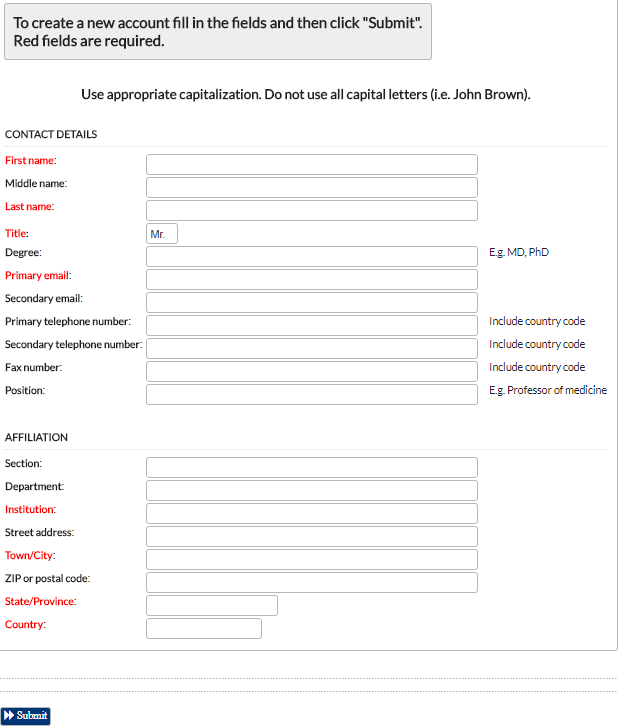 To create a new account fill in the fields and then click "Submit".
Red fields are required.
Use appropriate capitalization. Do not use all capital letters (i.e. John Brown).
CONTACT DETAILS
First name:
Middle name:
Last name:
Title: Mr.
Degree: E.g. MD, PhD
Primary email:
Secondary email:
Primary telephone number: Include country code
Secondary telephone number: Include country code
Fax number: Include country code
Position: E.g. Professor of medicine
AFFILIATION
Section:
Department:
Institution:
Street address:
Town/City:
ZIP or postal code:
State/Province:
Country:
Submit